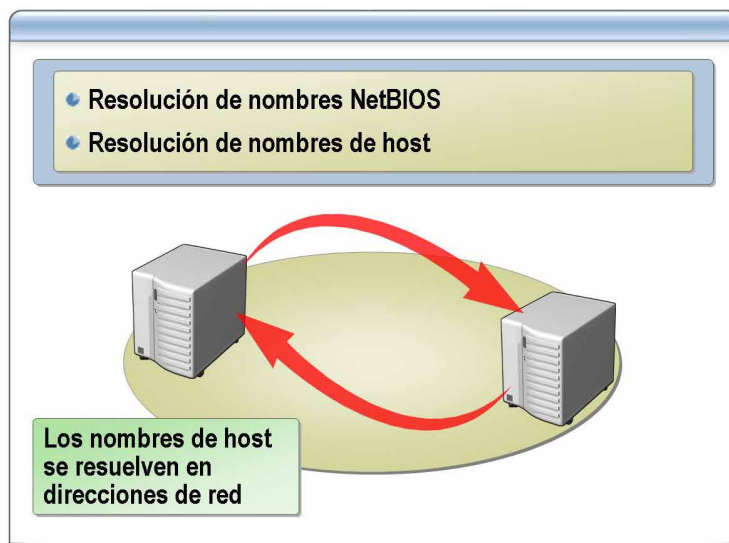 Resolución de nombres NetBIOS
Resolución de nombres de host
Los nombres de host
se resuelven en
direcciones de red